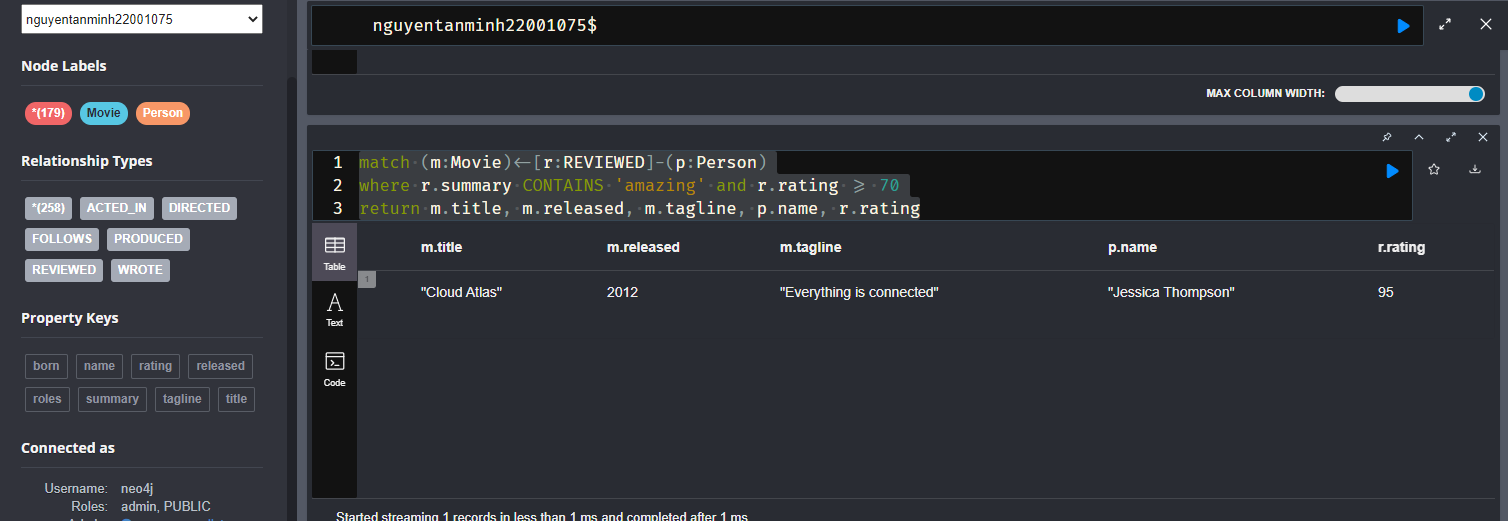 nguyentanminh22001075
Node Labels
*(179) Movie Person
Relationship Types
*(258) ACTED_IN DIRECTED
FOLLOWS PRODUCED
REVIEWED WROTE
Property Keys
born name rating released
roles summary tagline title
Connected as
Username: neo4j
Roles: admin, PUBLIC
nguyentanminh22001075$
MAX COLUMN WIDTH:
1 match (m:Movie)<-[r:REVIEWED]-(p:Person)
2 where r.summary CONTAINS 'amazing' and r.rating >= 70
3 return m.title, m.released, m.tagline, p.name, r.rating
Table
Text
Code
m.title m.released m.tagline p.name r.rating
1 "Cloud Atlas" 2012 "Everything is connected" "Jessica Thompson" 95
Started streaming 1 records in less than 1 ms and completed after 1 ms